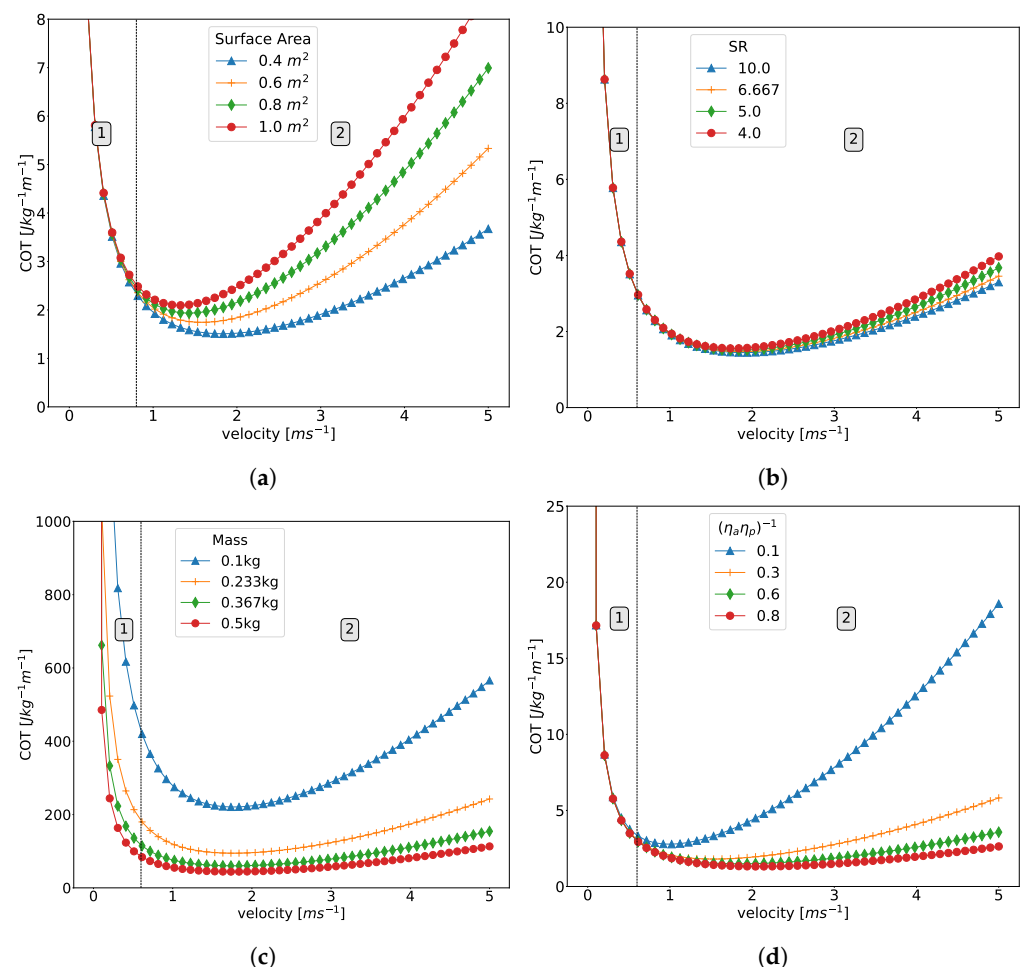 8
7
6
5
4
3
2
1
0
COT [Jkg⁻¹m⁻¹]
Surface Area
0.4 m²
0.6 m²
0.8 m²
1.0 m²
1
2
0 1 2 3 4 5
velocity [ms⁻¹]
(a)
10
8
6
4
2
0
COT [Jkg⁻¹m⁻¹]
SR
10.0
6.667
5.0
4.0
1
2
0 1 2 3 4 5
velocity [ms⁻¹]
(b)
1000
800
600
400
200
0
COT [Jkg⁻¹m⁻¹]
Mass
0.1kg
0.233kg
0.367kg
0.5kg
1
2
0 1 2 3 4 5
velocity [ms⁻¹]
(c)
25
20
15
10
5
0
COT [Jkg⁻¹m⁻¹]
(ηₐηₚ)⁻¹
0.1
0.3
0.6
0.8
1
2
0 1 2 3 4 5
velocity [ms⁻¹]
(d)